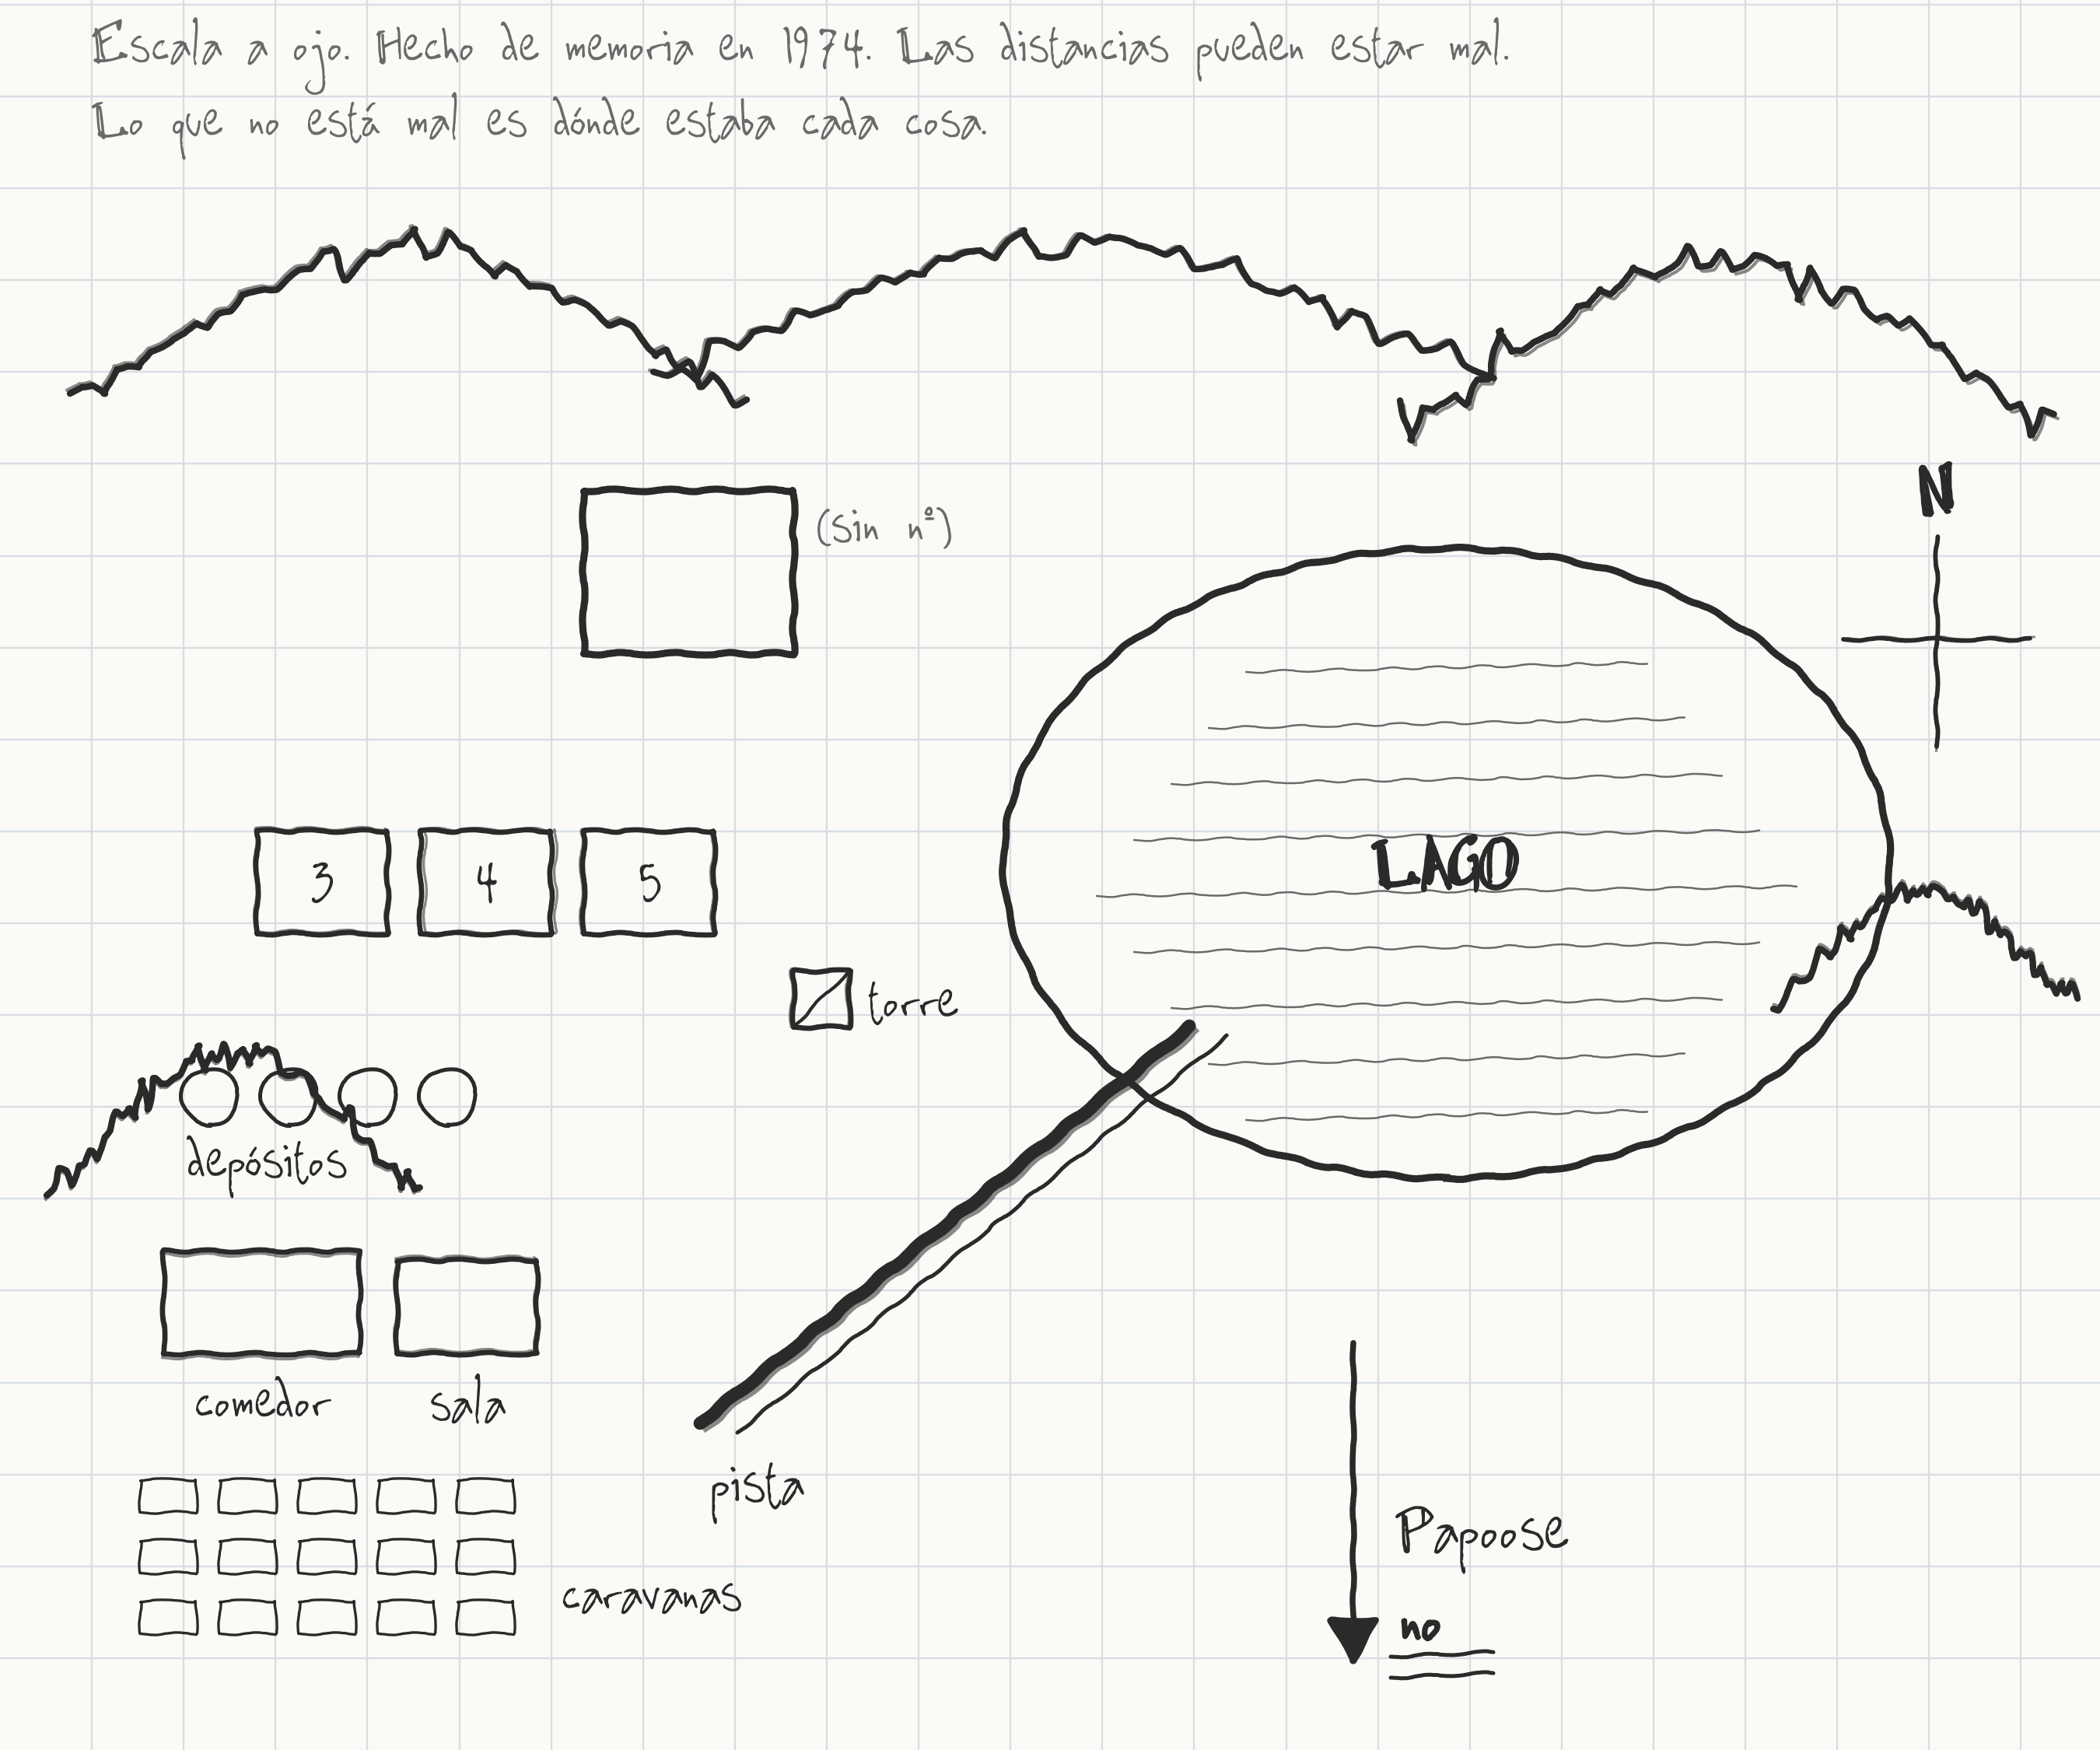 Escala a ojo. Hecho de memoria en 1974. Las distancias pueden estar mal.
Lo que no está mal es dónde estaba cada cosa.
N
(Sin nº)
LAGO
3 4 5
torre
depósitos
comedor sala
pista
Papoose
caravanas
no